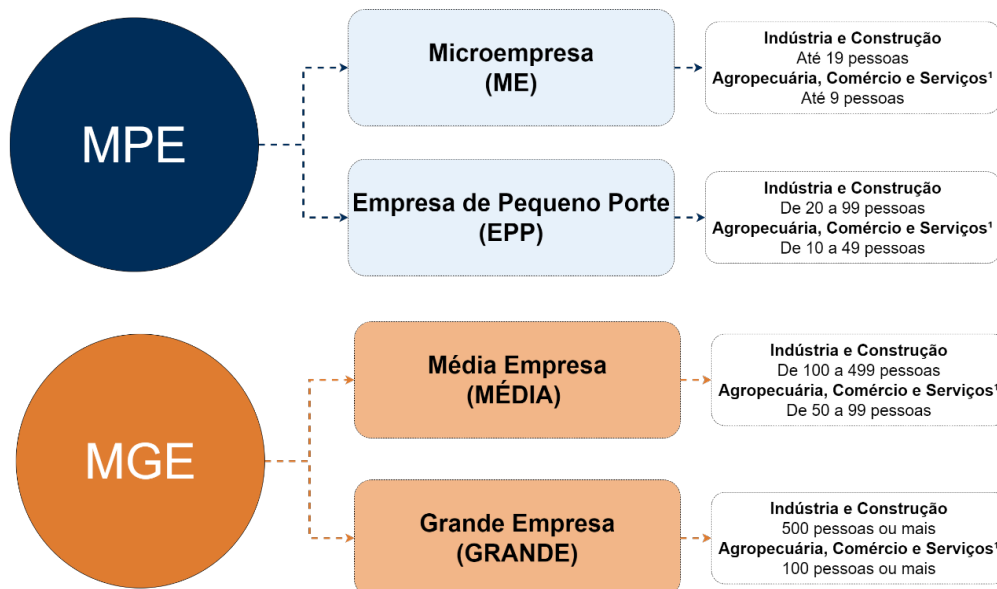 MPE
Microempresa
(ME)
Indústria e Construção
Até 19 pessoas
Agropecuária, Comércio e Serviços¹
Até 9 pessoas
Empresa de Pequeno Porte
(EPP)
Indústria e Construção
De 20 a 99 pessoas
Agropecuária, Comércio e Serviços¹
De 10 a 49 pessoas
MGE
Média Empresa
(MÉDIA)
Indústria e Construção
De 100 a 499 pessoas
Agropecuária, Comércio e Serviços¹
De 50 a 99 pessoas
Grande Empresa
(GRANDE)
Indústria e Construção
500 pessoas ou mais
Agropecuária, Comércio e Serviços¹
100 pessoas ou mais